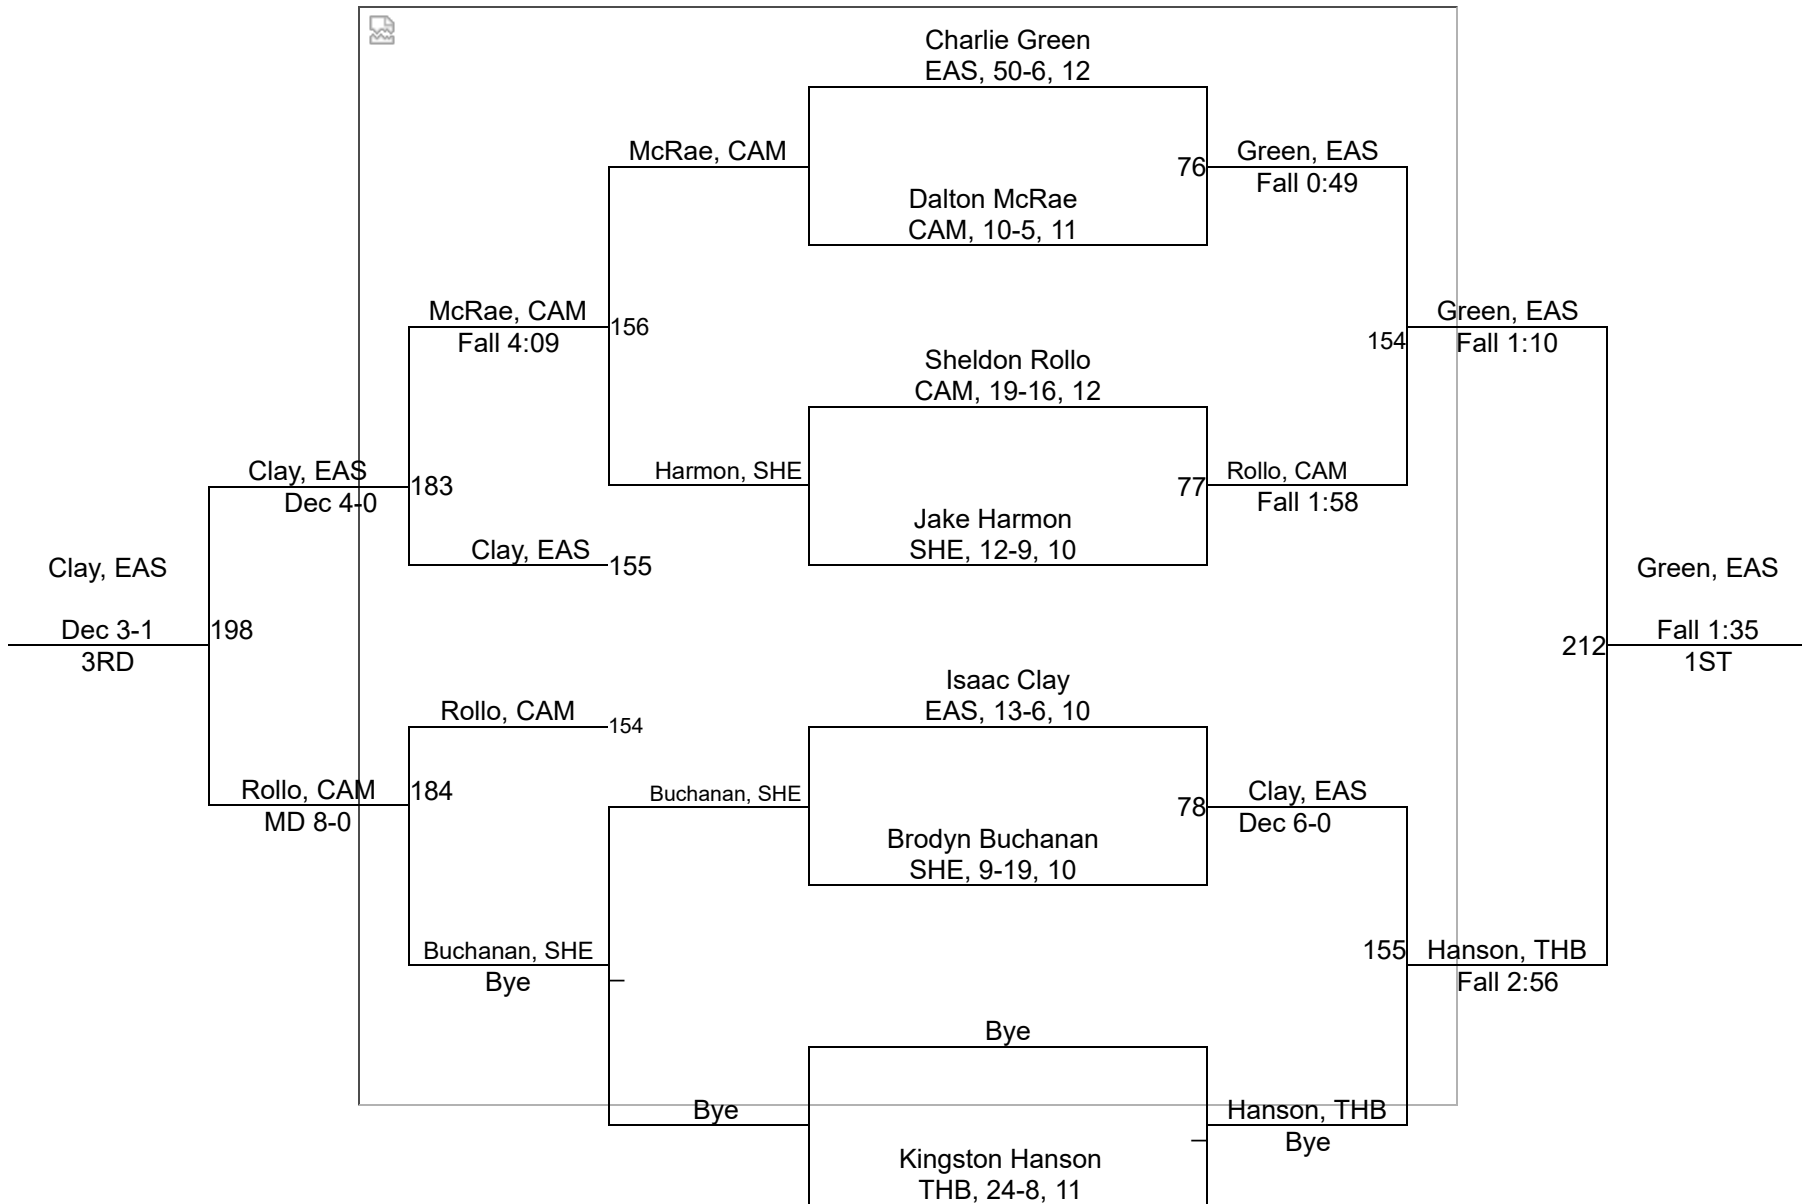 Charlie Green
EAS, 50-6, 12
McRae, CAM
76
Green, EAS
Fall 0:49
Dalton McRae
CAM, 10-5, 11
McRae, CAM
Fall 4:09
156
Green, EAS
Fall 1:10
154
Sheldon Rollo
CAM, 19-16, 12
Clay, EAS
Dec 4-0
183
Harmon, SHE
77
Rollo, CAM
Fall 1:58
Jake Harmon
SHE, 12-9, 10
Clay, EAS
155
Clay, EAS
Dec 3-1
3RD
198
Green, EAS
212
Fall 1:35
1ST
Isaac Clay
EAS, 13-6, 10
Rollo, CAM
154
Rollo, CAM
MD 8-0
184
Buchanan, SHE
78
Clay, EAS
Dec 6-0
Brodyn Buchanan
SHE, 9-19, 10
Buchanan, SHE
Bye
155
Hanson, THB
Fall 2:56
Bye
Bye
Hanson, THB
Bye
Kingston Hanson
THB, 24-8, 11